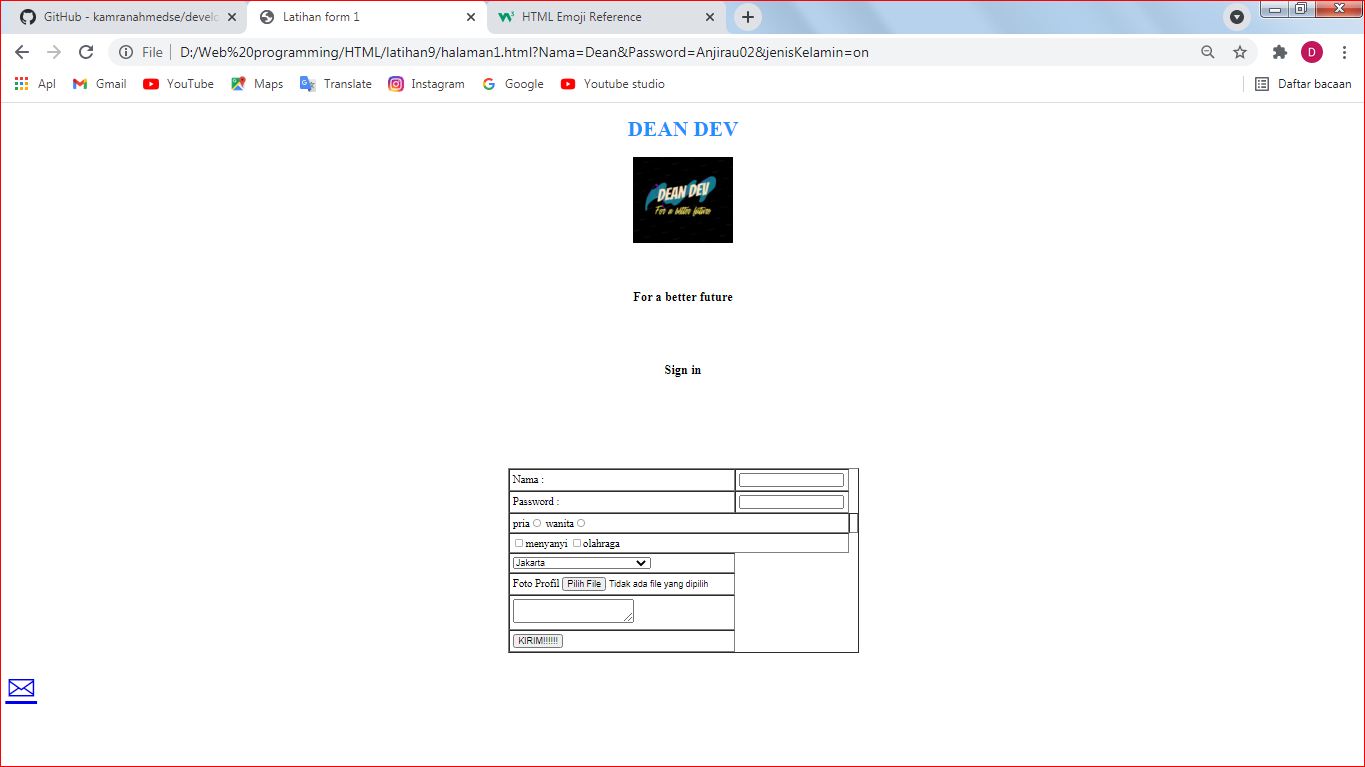 GitHub - kamranahmedse/develo
Latihan form 1
HTML Emoji Reference
File D:/Web%20programming/HTML/latihan9/halaman1.html?Nama=Dean&Password=Anjirau02&jenisKelamin=on
D
Apl Gmail YouTube Maps Translate Instagram Google Youtube studio Daftar bacaan
DEAN DEV
DEAN DEV
For a better future
For a better future
Sign in
Nama :
Password :
pria wanita
menyanyi olahraga
Jakarta
Foto Profil Pilih File Tidak ada file yang dipilih
KIRIM!!!!!!